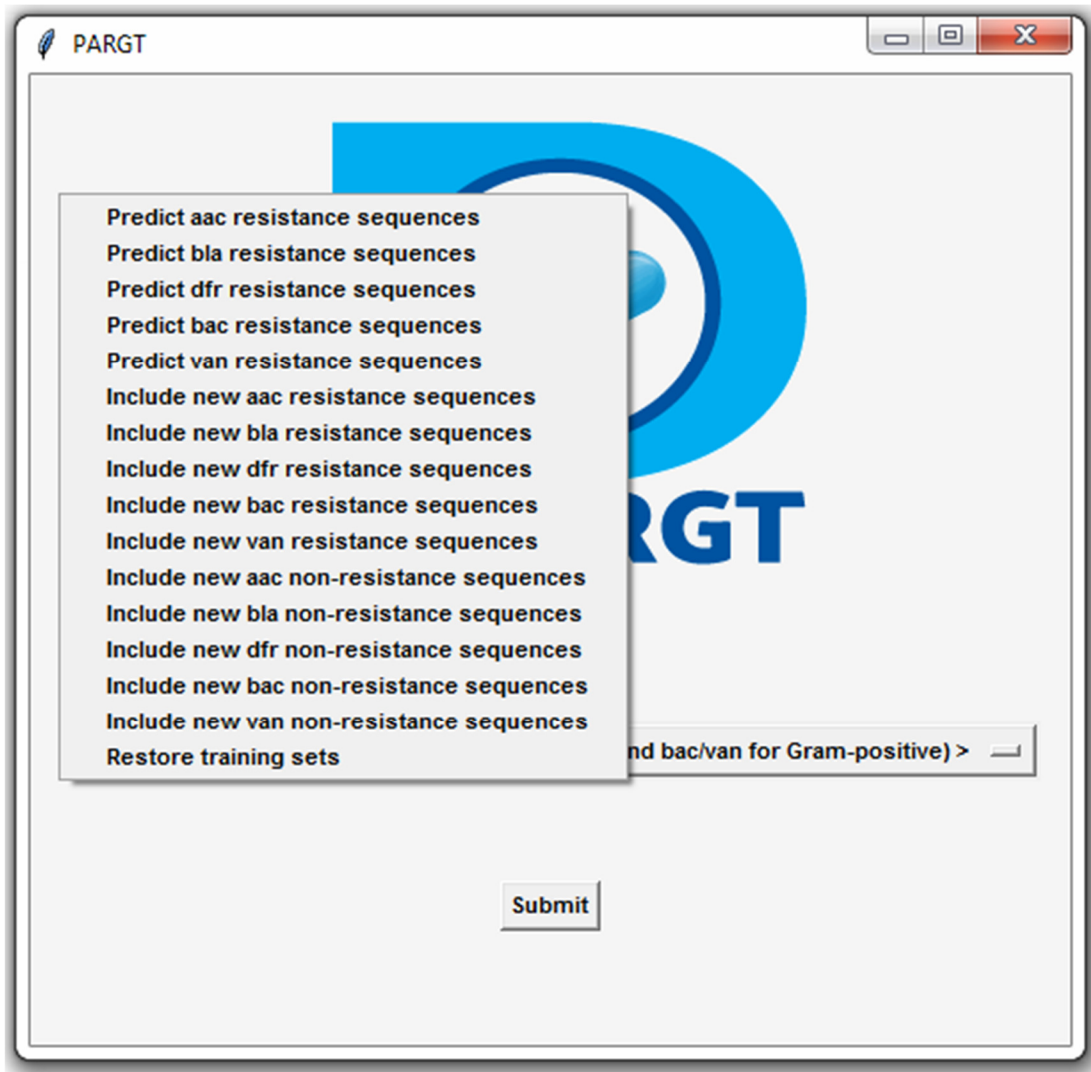 PARGT
Predict aac resistance sequences
Predict bla resistance sequences
Predict dfr resistance sequences
Predict bac resistance sequences
Predict van resistance sequences
Include new aac resistance sequences
Include new bla resistance sequences
Include new dfr resistance sequences
Include new bac resistance sequences
Include new van resistance sequences
RGT
Include new aac non-resistance sequences
Include new bla non-resistance sequences
Include new dfr non-resistance sequences
Include new bac non-resistance sequences
Include new van non-resistance sequences
Restore training sets
nd bac/van for Gram-positive) >
Submit